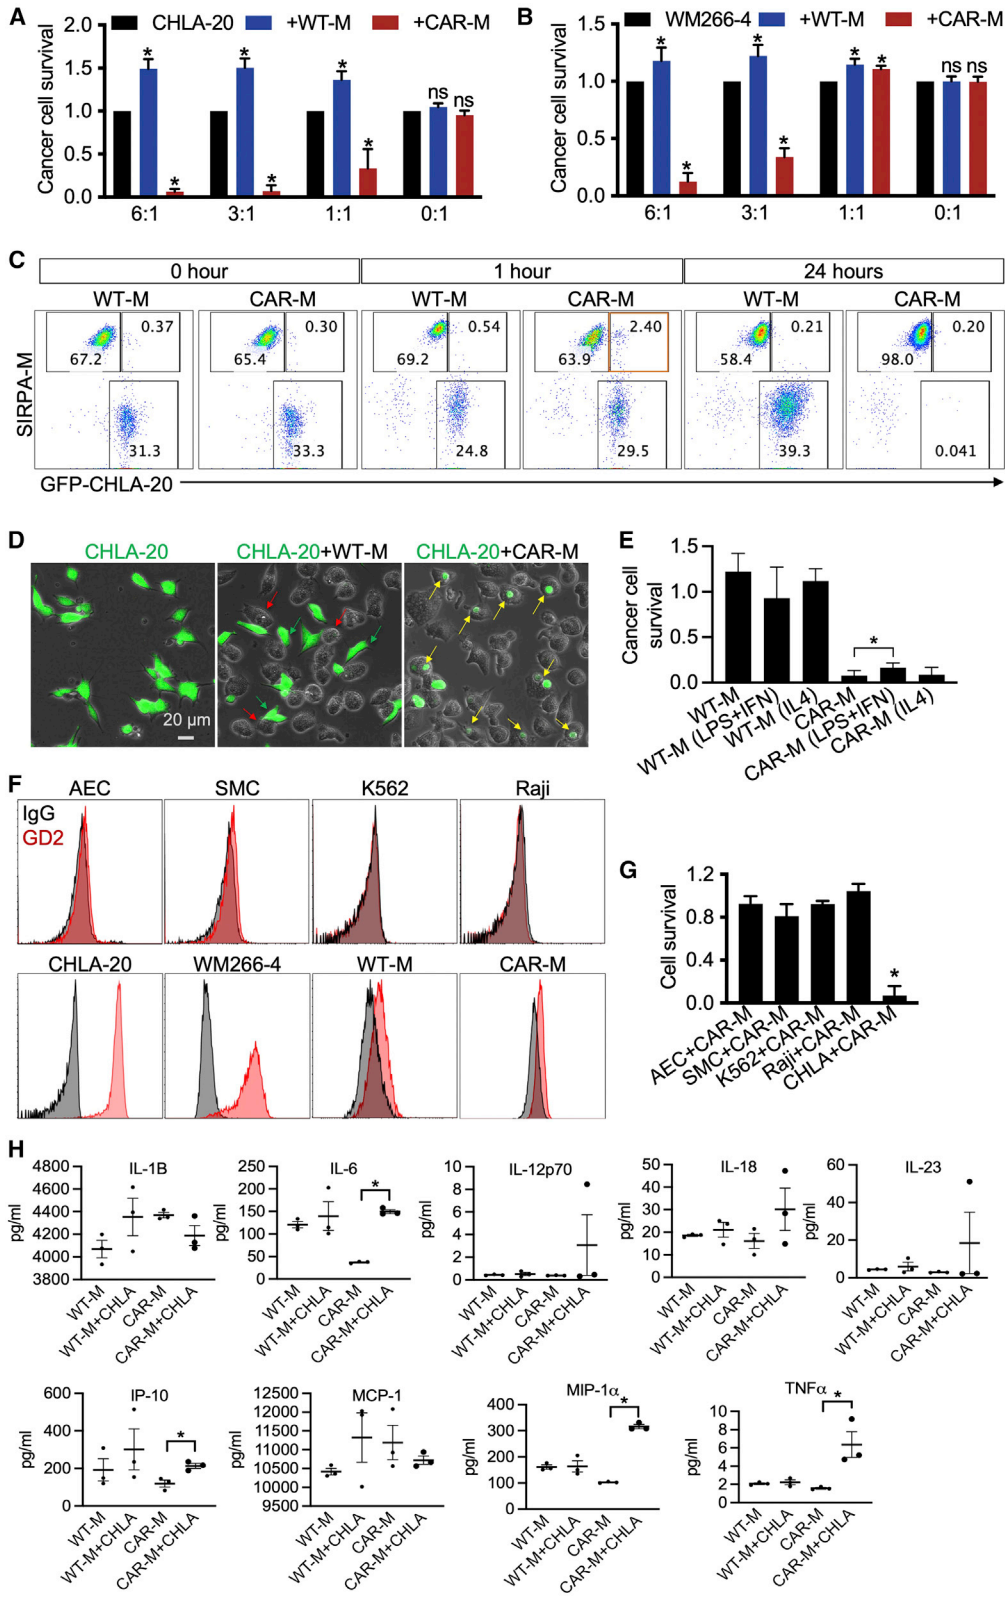 A
CHLA-20 +WT-M +CAR-M
Cancer cell survival
2.0
1.5
1.0
0.5
0.0
* * * * * * ns ns
6:1 3:1 1:1 0:1
B
WM266-4 +WT-M +CAR-M
Cancer cell survival
1.5
1.0
0.5
0.0
* * * * * * ns ns
6:1 3:1 1:1 0:1
C
0 hour 1 hour 24 hours
WT-M CAR-M WT-M CAR-M WT-M CAR-M
0.37 0.30 0.54 2.40 0.21 0.20
67.2 65.4 69.2 63.9 58.4 98.0
31.3 33.3 24.8 29.5 39.3 0.041
SIRPA-M
GFP-CHLA-20
D
CHLA-20 CHLA-20+WT-M CHLA-20+CAR-M
20 µm
E
Cancer cell
survival
1.5
1.0
0.5
0.0
*
WT-M
WT-M (LPS+IFN)
WT-M (IL4)
CAR-M
CAR-M (LPS+IFN)
CAR-M (IL4)
F
AEC SMC K562 Raji
IgG
GD2
CHLA-20 WM266-4 WT-M CAR-M
G
Cell survival
1.2
0.8
0.4
0.0
*
AEC+CAR-M
SMC+CAR-M
K562+CAR-M
Raji+CAR-M
CHLA+CAR-M
H
IL-1B
pg/ml
4800
4600
4400
4200
4000
3800
WT-M
WT-M+CHLA
CAR-M
CAR-M+CHLA
IL-6
pg/ml
250
200
150
100
50
0
*
WT-M
WT-M+CHLA
CAR-M
CAR-M+CHLA
IL-12p70
pg/ml
10
8
6
4
2
0
WT-M
WT-M+CHLA
CAR-M
CAR-M+CHLA
IL-18
pg/ml
50
40
30
20
10
0
WT-M
WT-M+CHLA
CAR-M
CAR-M+CHLA
IL-23
pg/ml
60
40
20
0
WT-M
WT-M+CHLA
CAR-M
CAR-M+CHLA
IP-10
pg/ml
600
400
200
0
*
WT-M
WT-M+CHLA
CAR-M
CAR-M+CHLA
MCP-1
pg/ml
12500
12000
11500
11000
10500
10000
9500
WT-M
WT-M+CHLA
CAR-M
CAR-M+CHLA
MIP-1α
pg/ml
400
300
200
100
0
*
WT-M
WT-M+CHLA
CAR-M
CAR-M+CHLA
TNFα
pg/ml
10
8
6
4
2
0
*
WT-M
WT-M+CHLA
CAR-M
CAR-M+CHLA